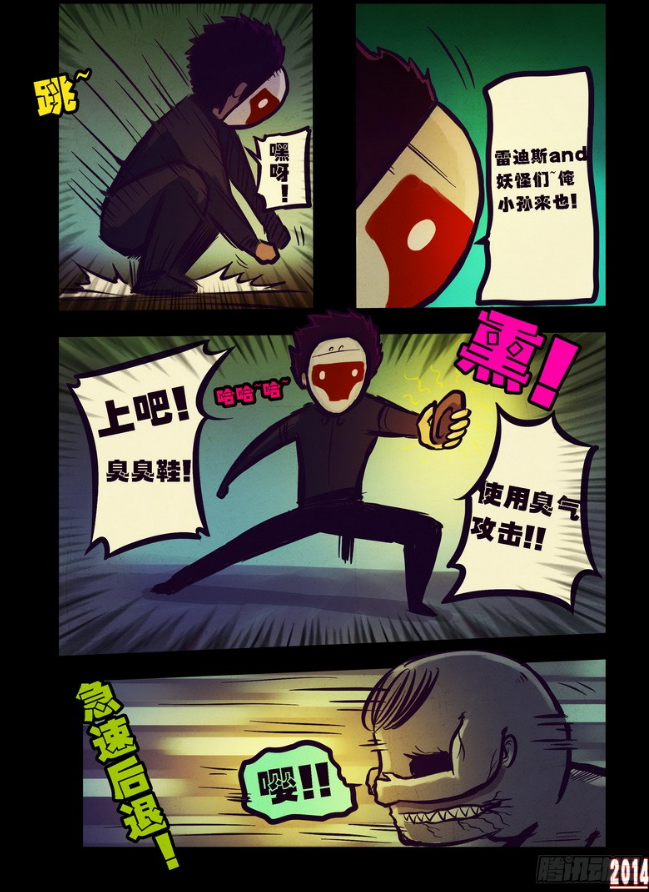 跳~
嘿
呀
!
雷迪斯and
妖怪们~俺
小孙来也!
熏!
哈哈~哈~
上吧!
臭臭鞋!
使用臭气
攻击!!
急速后退!
嘤!!
腾讯动
2014